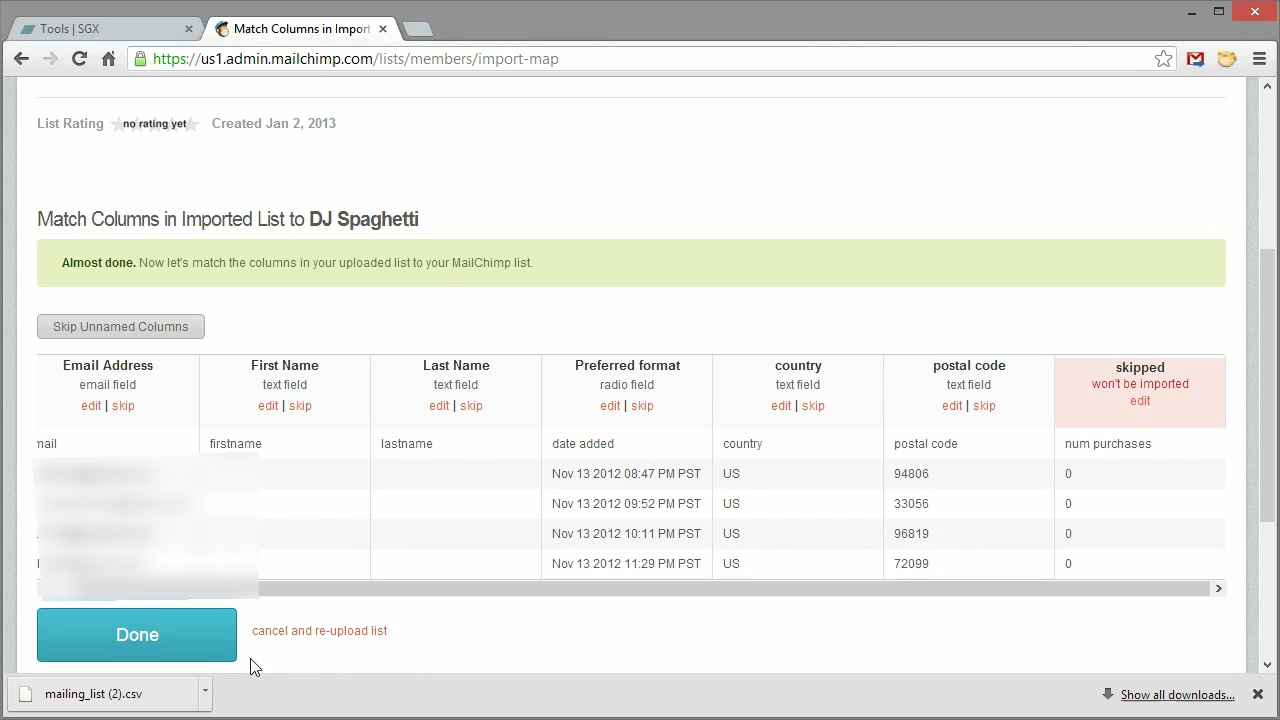 Tools | SGX
Match Columns in Import
https://us1.admin.mailchimp.com/lists/members/import-map
List Rating no rating yet Created Jan 2, 2013
Match Columns in Imported List to DJ Spaghetti
Almost done. Now let's match the columns in your uploaded list to your MailChimp list.
Skip Unnamed Columns
Email Address First Name Last Name Preferred format country postal code skipped
email field text field text field radio field text field text field won't be imported
edit | skip edit | skip edit | skip edit | skip edit | skip edit | skip edit
mail firstname lastname date added country postal code num purchases
Nov 13 2012 08:47 PM PST US 94806 0
Nov 13 2012 09:52 PM PST US 33056 0
Nov 13 2012 10:11 PM PST US 96819 0
Nov 13 2012 11:29 PM PST US 72099 0
Done cancel and re-upload list
mailing_list (2).csv Show all downloads...